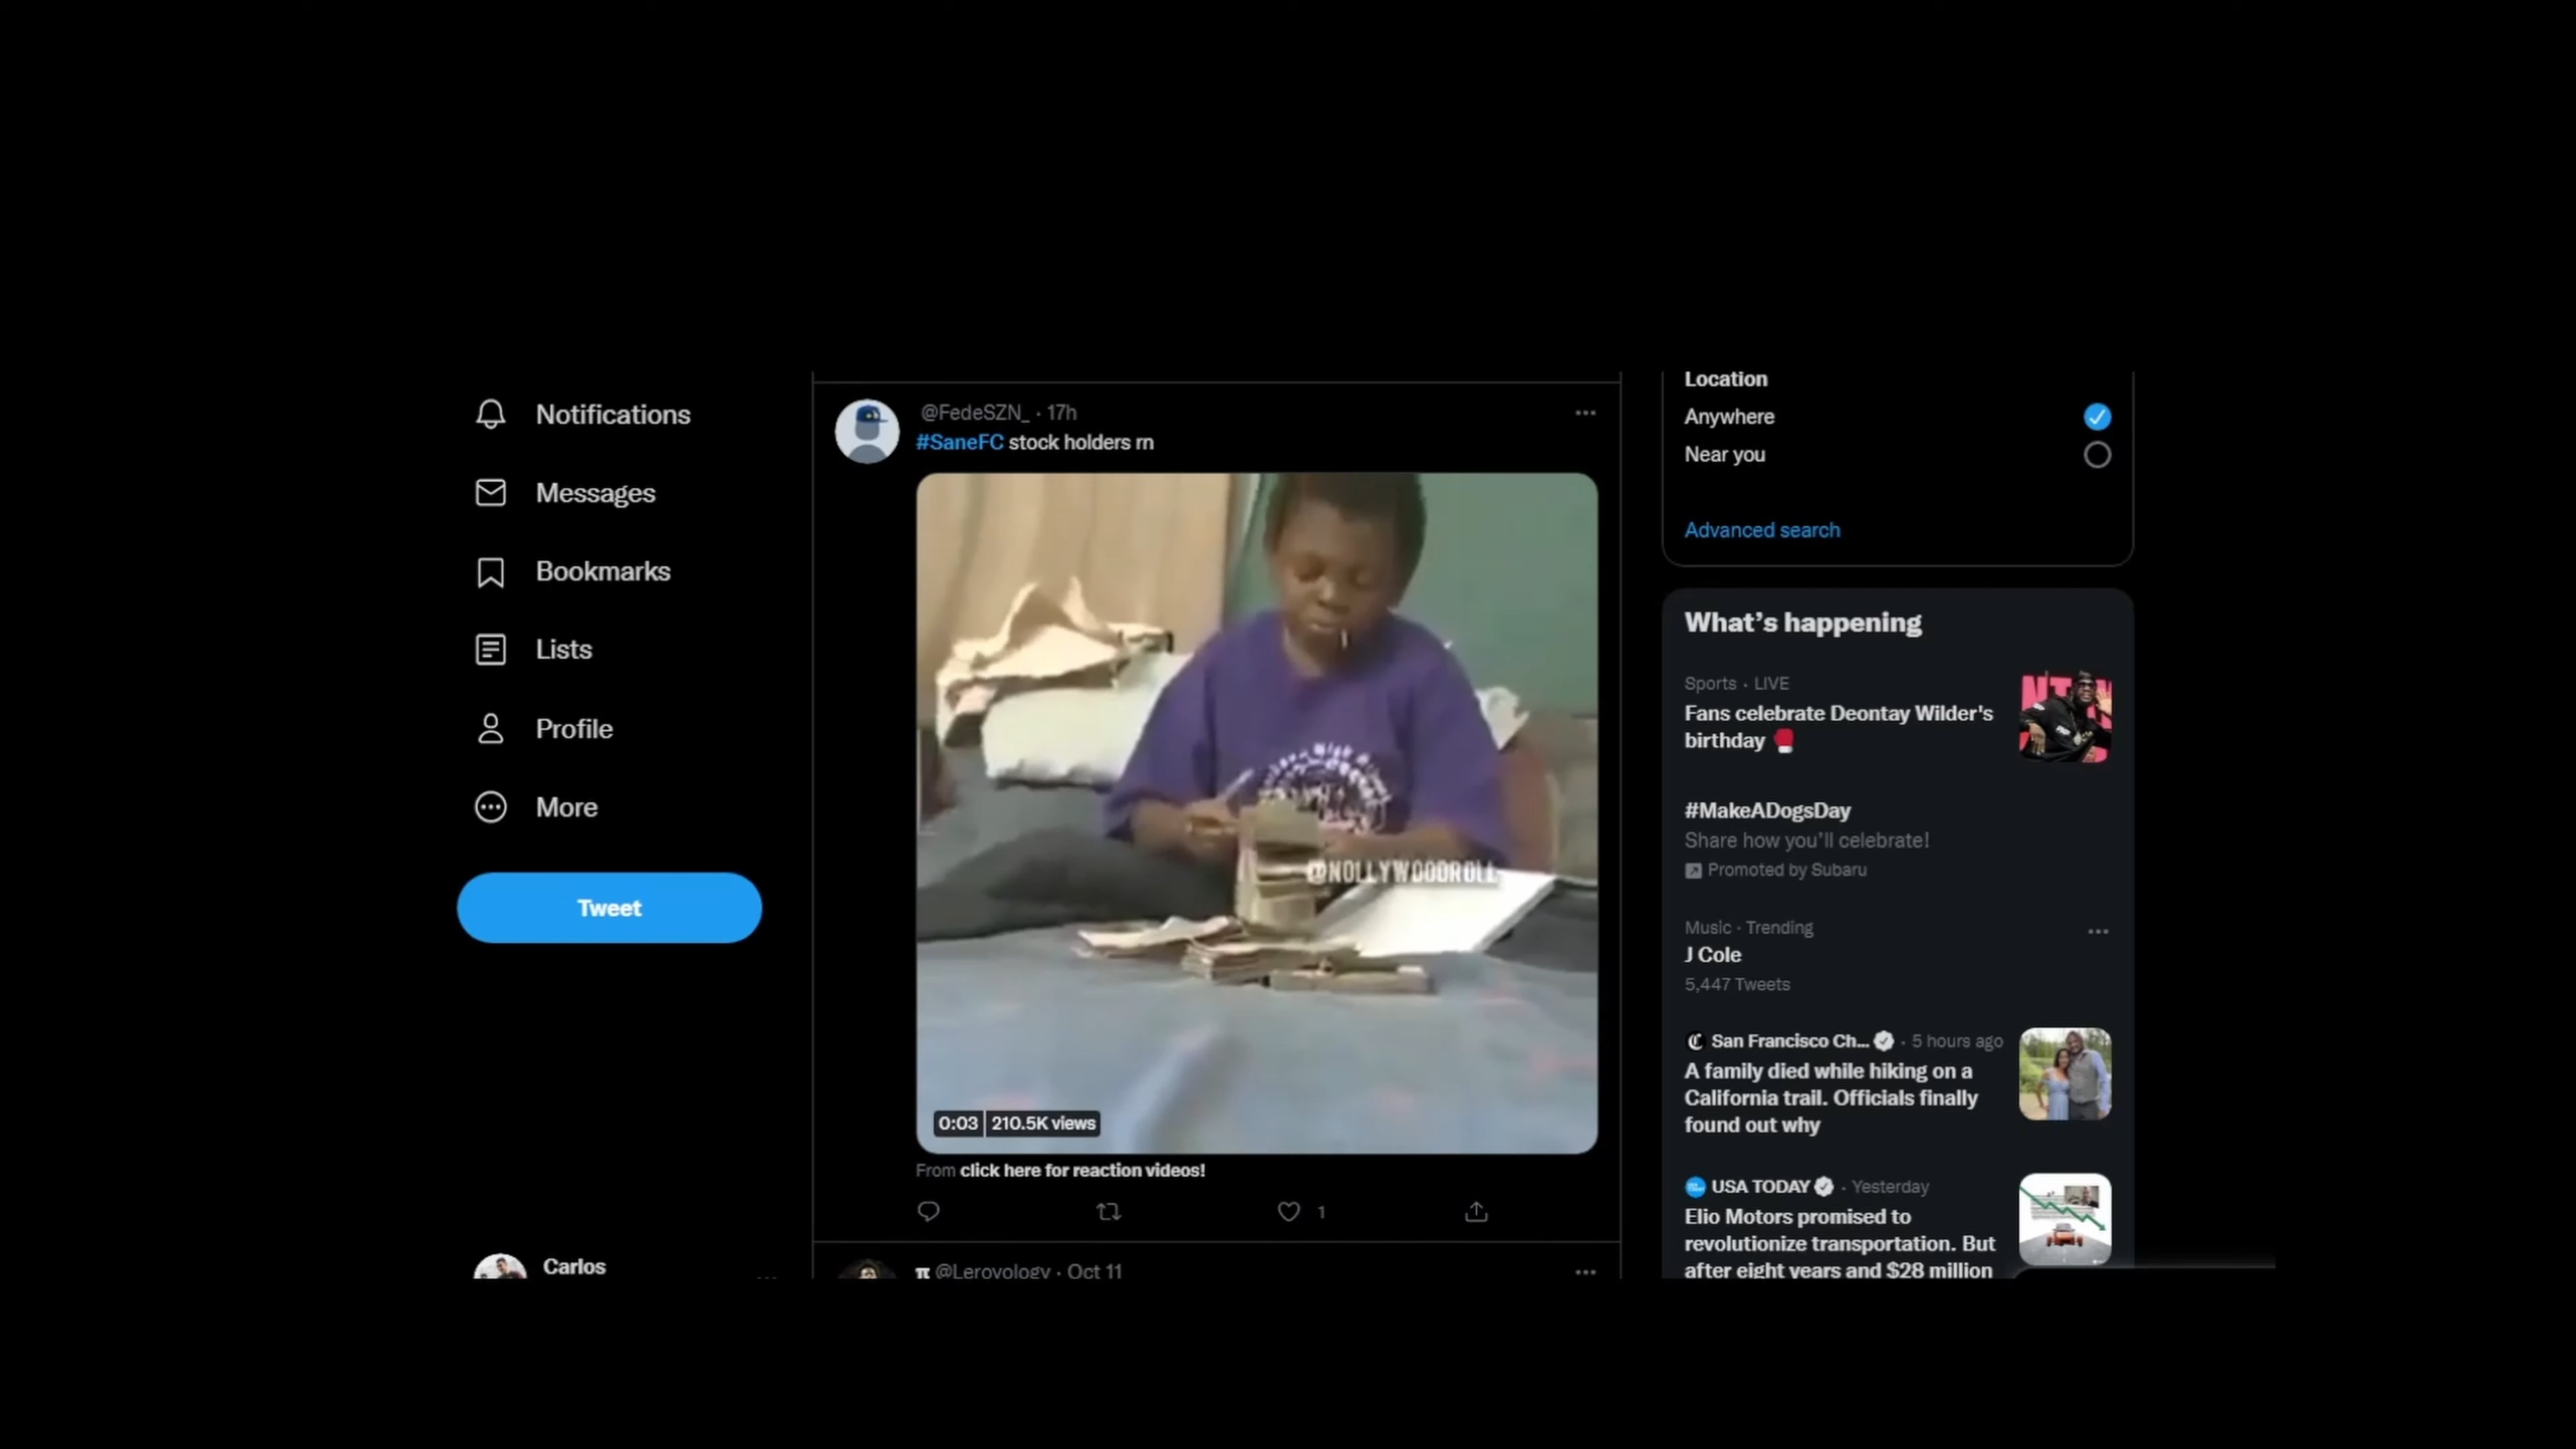 Notifications
Messages
Bookmarks
Lists
Profile
More
Tweet
Carlos
@FedeSZN_ · 17h
#SaneFC stock holders rn
@NOLLYWOODROLL
0:03 210.5K views
From click here for reaction videos!
1
π @Lerovology · Oct 11
Location
Anywhere
Near you
Advanced search
What's happening
Sports · LIVE
Fans celebrate Deontay Wilder's
birthday
#MakeADogsDay
Share how you'll celebrate!
Promoted by Subaru
Music · Trending
J Cole
5,447 Tweets
San Francisco Ch... · 5 hours ago
A family died while hiking on a
California trail. Officials finally
found out why
USA TODAY · Yesterday
Elio Motors promised to
revolutionize transportation. But
after eight years and $28 million